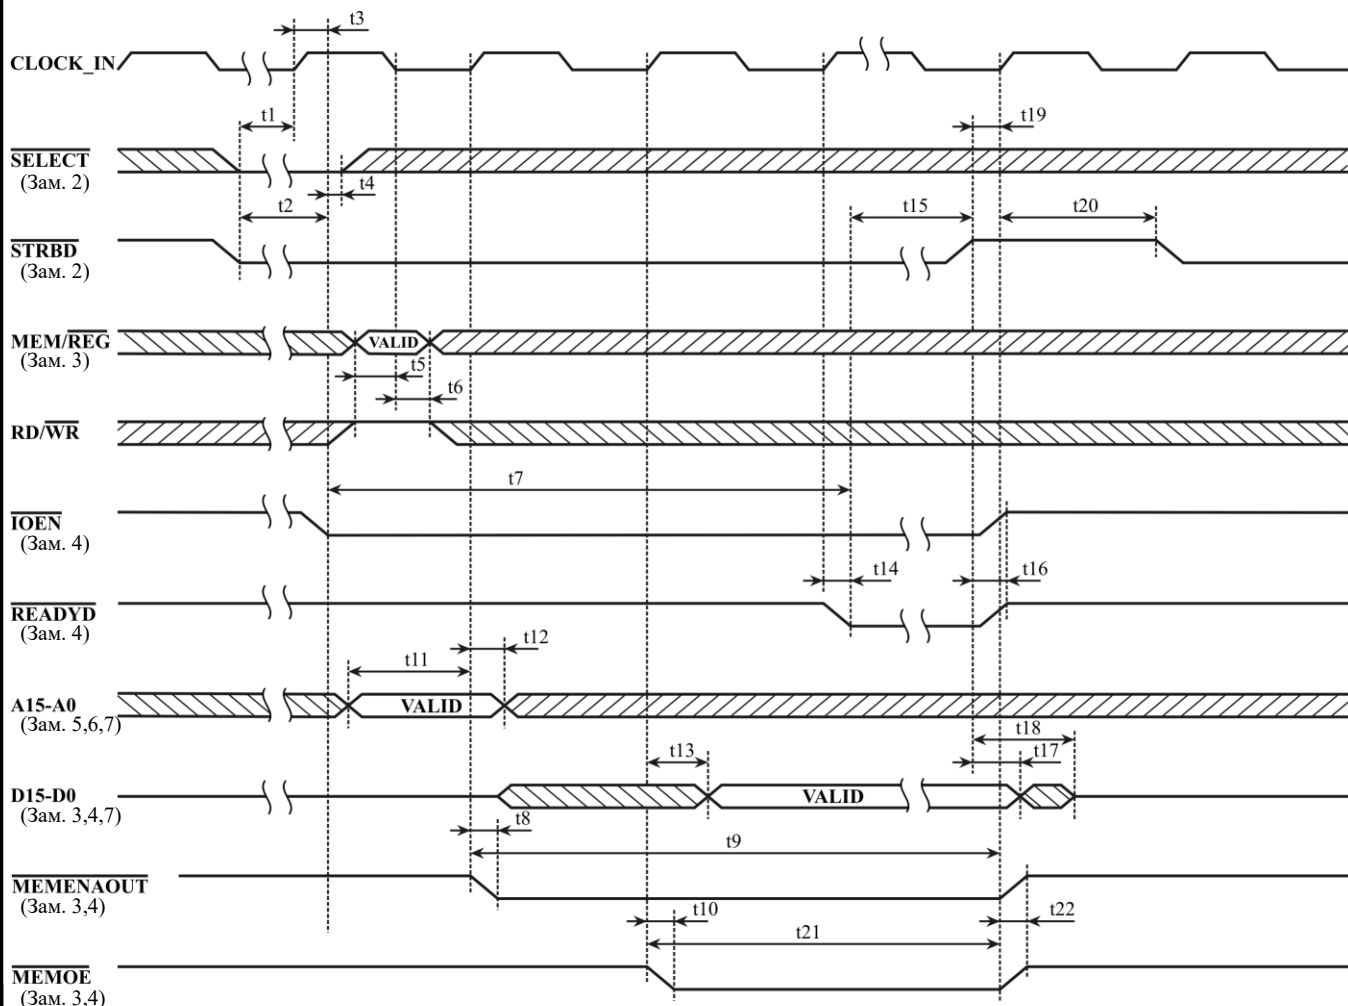 t3
CLOCK_IN
t1
t19
SELECT
(Зам. 2)
t4
t2
t15
t20
STRBD
(Зам. 2)
MEM/REG
VALID
(Зам. 3)
t5
t6
RD/WR
t7
IOEN
(Зам. 4)
t14
t16
READYD
(Зам. 4)
t12
t11
A15-A0
VALID
(Зам. 5,6,7)
t18
t13
t17
D15-D0
VALID
(Зам. 3,4,7)
t8
t9
MEMENAOUT
(Зам. 3,4)
t10
t22
t21
MEMOE
(Зам. 3,4)